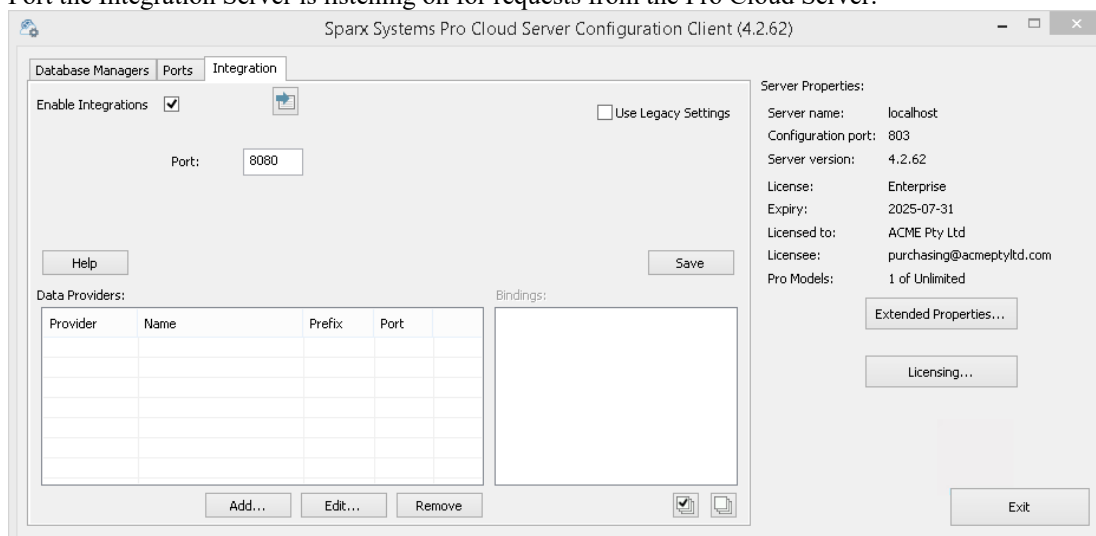 Port the Integration Server is listening on for requests from the Pro Cloud Server.
Sparx Systems Pro Cloud Server Configuration Client (4.2.62)
Database Managers Ports Integration
Enable Integrations
Use Legacy Settings
Port: 8080
Help
Save
Data Providers:
Bindings:
Provider Name Prefix Port
Add... Edit... Remove
Server Properties:
Server name: localhost
Configuration port: 803
Server version: 4.2.62
License: Enterprise
Expiry: 2025-07-31
Licensed to: ACME Pty Ltd
Licensee: purchasing@acmeptyltd.com
Pro Models: 1 of Unlimited
Extended Properties...
Licensing...
Exit